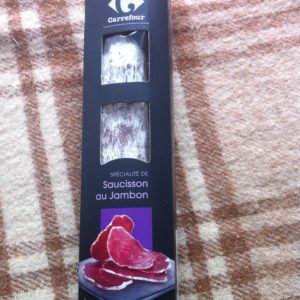 Carrefour
SPÉCIALITÉ DE
Saucisson
au Jambon